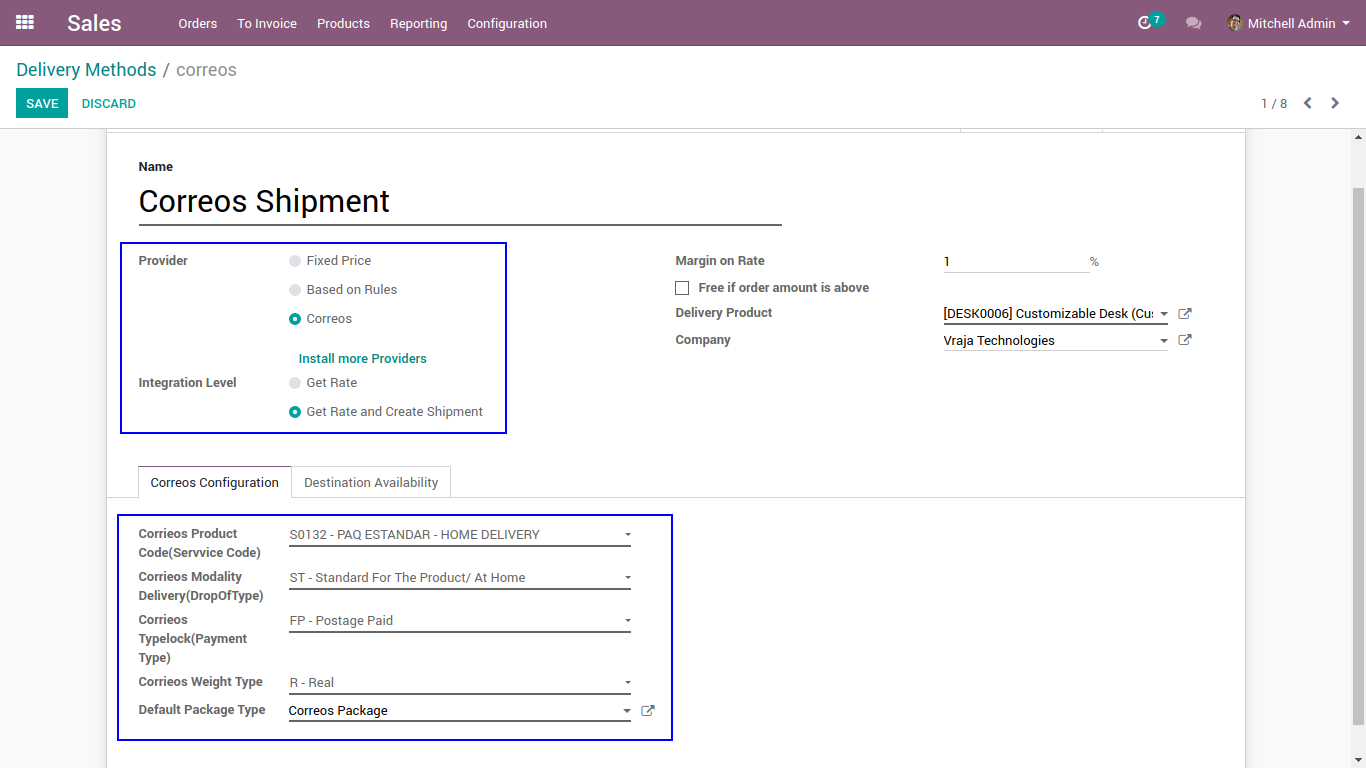 Sales
Orders
To Invoice
Products
Reporting
Configuration
7
Mitchell Admin
Delivery Methods / correos
SAVE
DISCARD
1 / 8
Name
Correos Shipment
Provider
Fixed Price
Based on Rules
Correos
Install more Providers
Integration Level
Get Rate
Get Rate and Create Shipment
Margin on Rate
1
%
Free if order amount is above
Delivery Product
[DESK0006] Customizable Desk (Cus
Company
Vraja Technologies
Correos Configuration
Destination Availability
Corrieos Product
Code(Servvice Code)
S0132 - PAQ ESTANDAR - HOME DELIVERY
Corrieos Modality
Delivery(DropOfType)
ST - Standard For The Product/ At Home
Corrieos
Typelock(Payment
Type)
FP - Postage Paid
Corrieos Weight Type
R - Real
Default Package Type
Correos Package